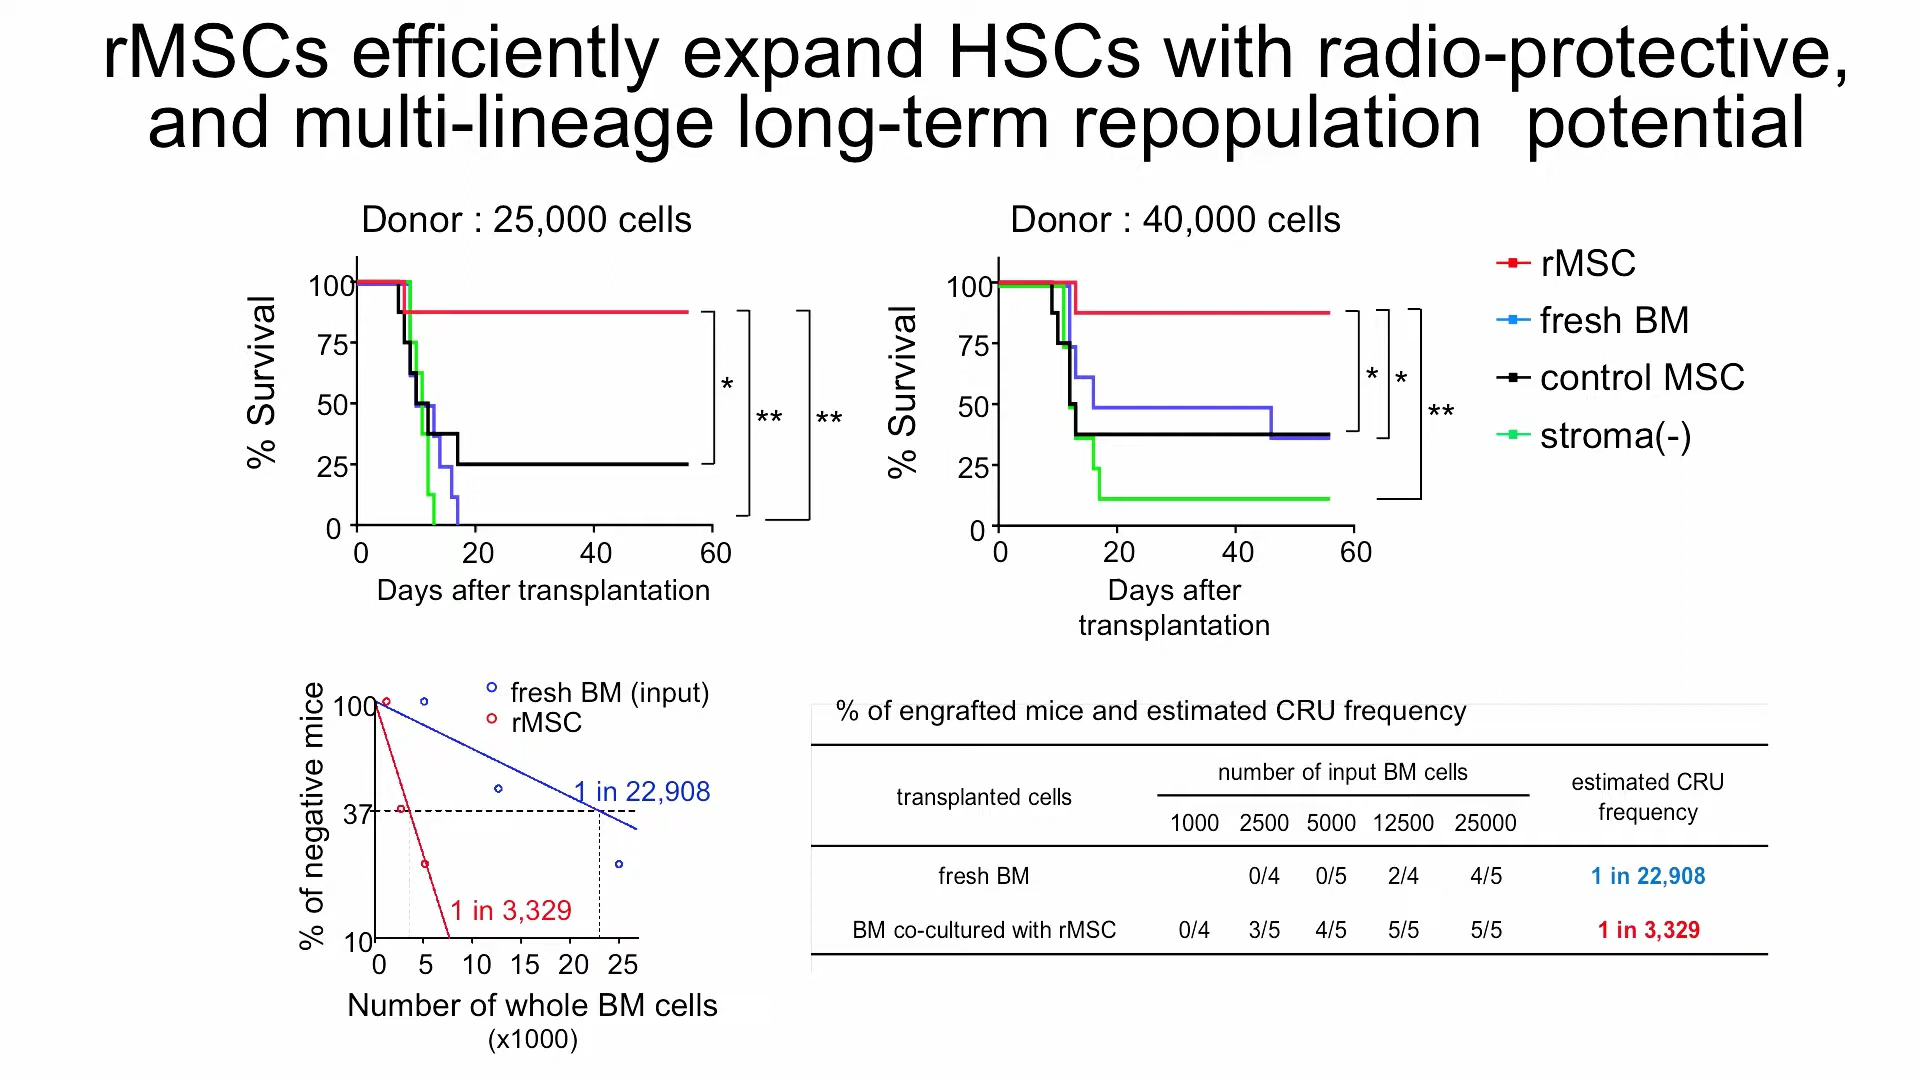 rMSCs efficiently expand HSCs with radio-protective,
and multi-lineage long-term repopulation potential
Donor : 25,000 cells
% Survival
100
75
50
25
0
0 20 40 60
Days after transplantation
*
**
**
Donor : 40,000 cells
% Survival
100
75
50
25
0
0 20 40 60
Days after
transplantation
*
*
**
rMSC
fresh BM
control MSC
stroma(-)
% of negative mice
100
37
10
0 5 10 15 20 25
Number of whole BM cells
(x1000)
fresh BM (input)
rMSC
1 in 22,908
1 in 3,329
% of engrafted mice and estimated CRU frequency
transplanted cells
number of input BM cells
1000 2500 5000 12500 25000
estimated CRU
frequency
fresh BM 0/4 0/5 2/4 4/5 1 in 22,908
BM co-cultured with rMSC 0/4 3/5 4/5 5/5 5/5 1 in 3,329